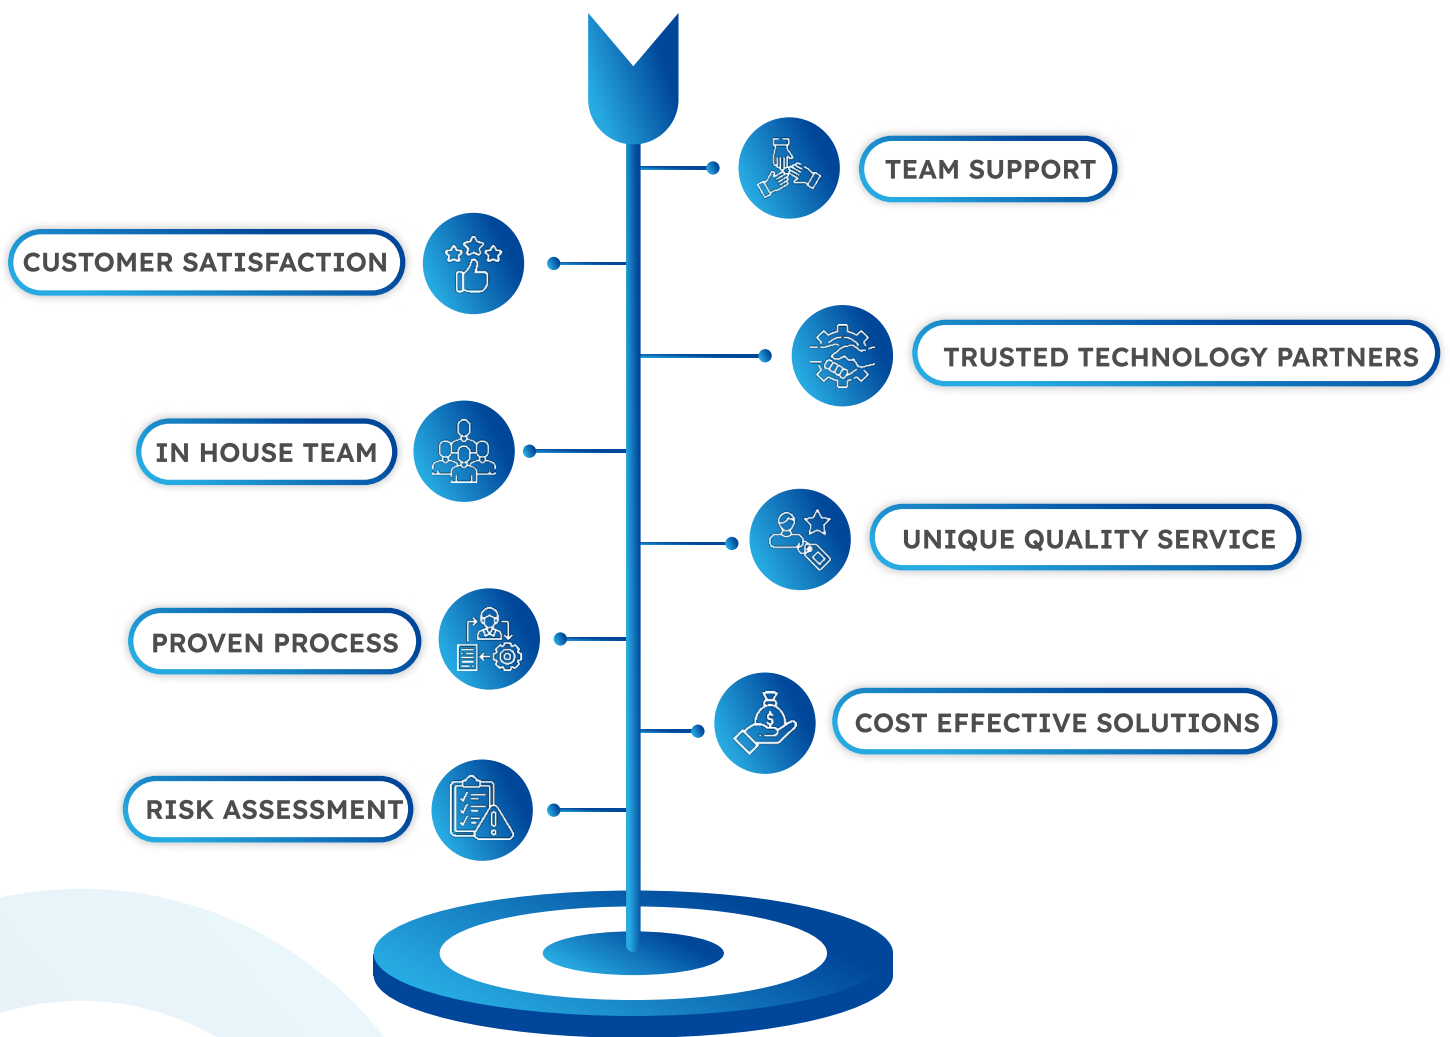 TEAM SUPPORT
CUSTOMER SATISFACTION
TRUSTED TECHNOLOGY PARTNERS
IN HOUSE TEAM
UNIQUE QUALITY SERVICE
PROVEN PROCESS
COST EFFECTIVE SOLUTIONS
RISK ASSESSMENT